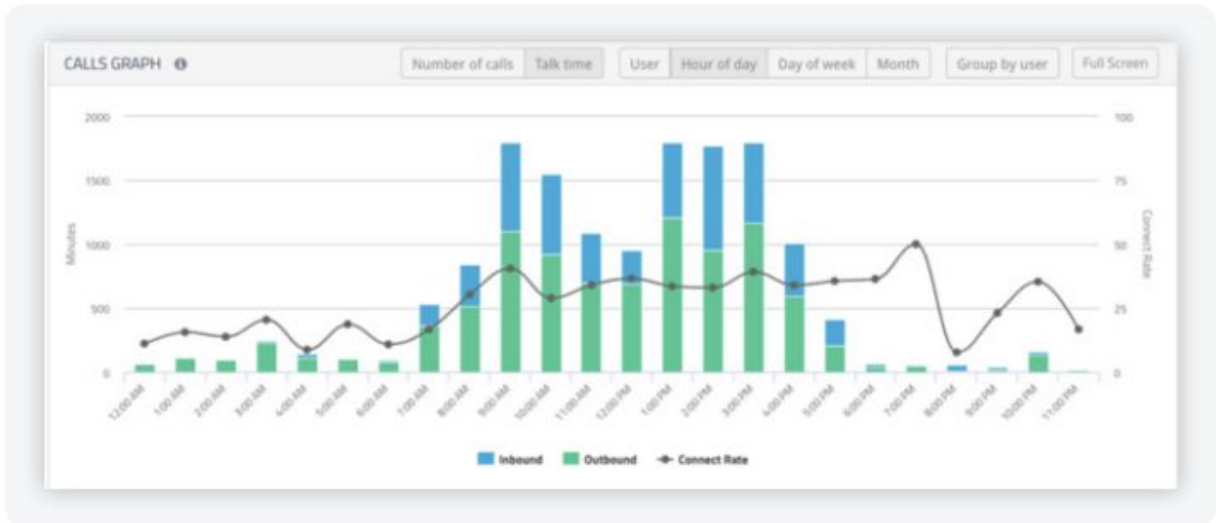 CALLS GRAPH
Number of calls Talk time User Hour of day Day of week Month Group by user Full Screen
2000 100
1500 75
1000 50
500 25
0 0
Minutes
Connect Rate
12:00 AM 1:00 AM 2:00 AM 3:00 AM 4:00 AM 5:00 AM 6:00 AM 7:00 AM 8:00 AM 9:00 AM 10:00 AM 11:00 AM 12:00 PM 1:00 PM 2:00 PM 3:00 PM 4:00 PM 5:00 PM 6:00 PM 7:00 PM 8:00 PM 9:00 PM 10:00 PM 11:00 PM
Inbound Outbound Connect Rate